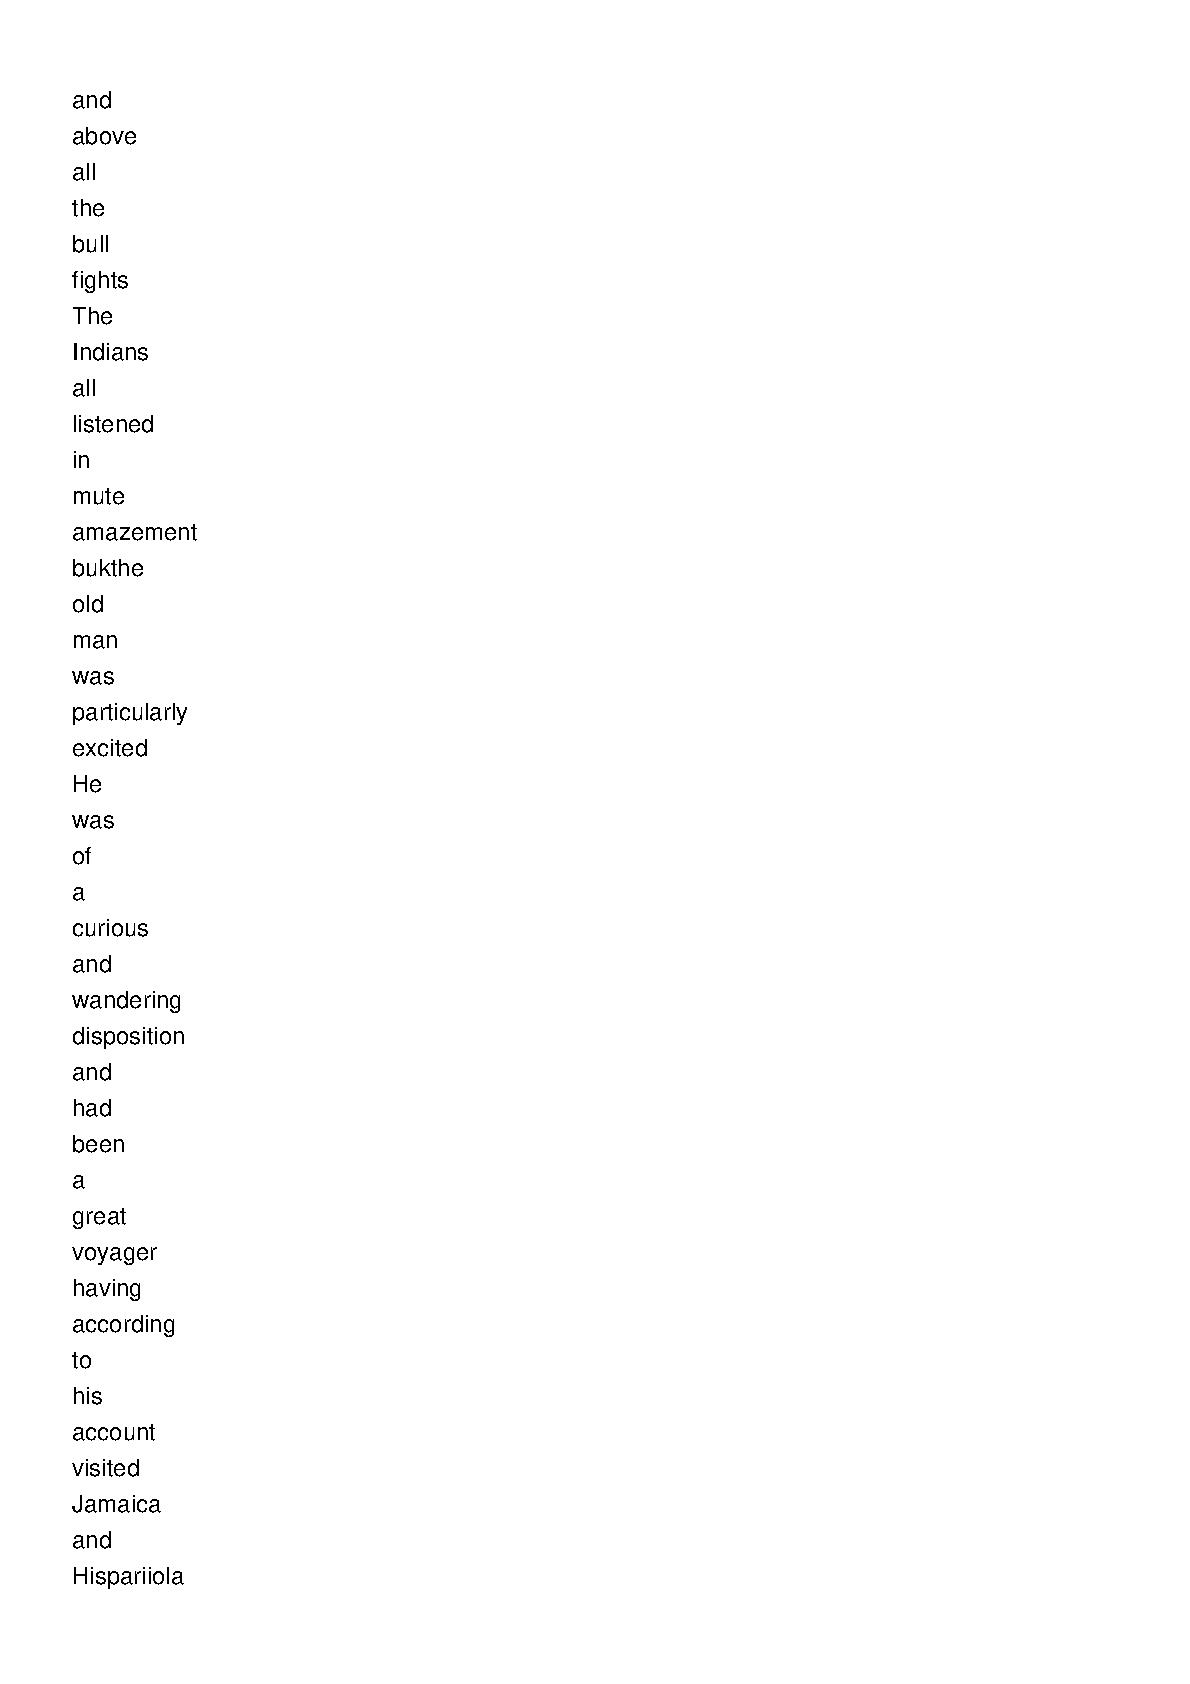 and
above
all
the
bull
fights
The
Indians
all
listened
in
mute
amazement
bukthe
old
man
was
particularly
excited
He
was
of
a
curious
and
wandering
disposition
and
had
been
a
great
voyager
having
according
to
his
account
visited
Jamaica
and
Hispariiola